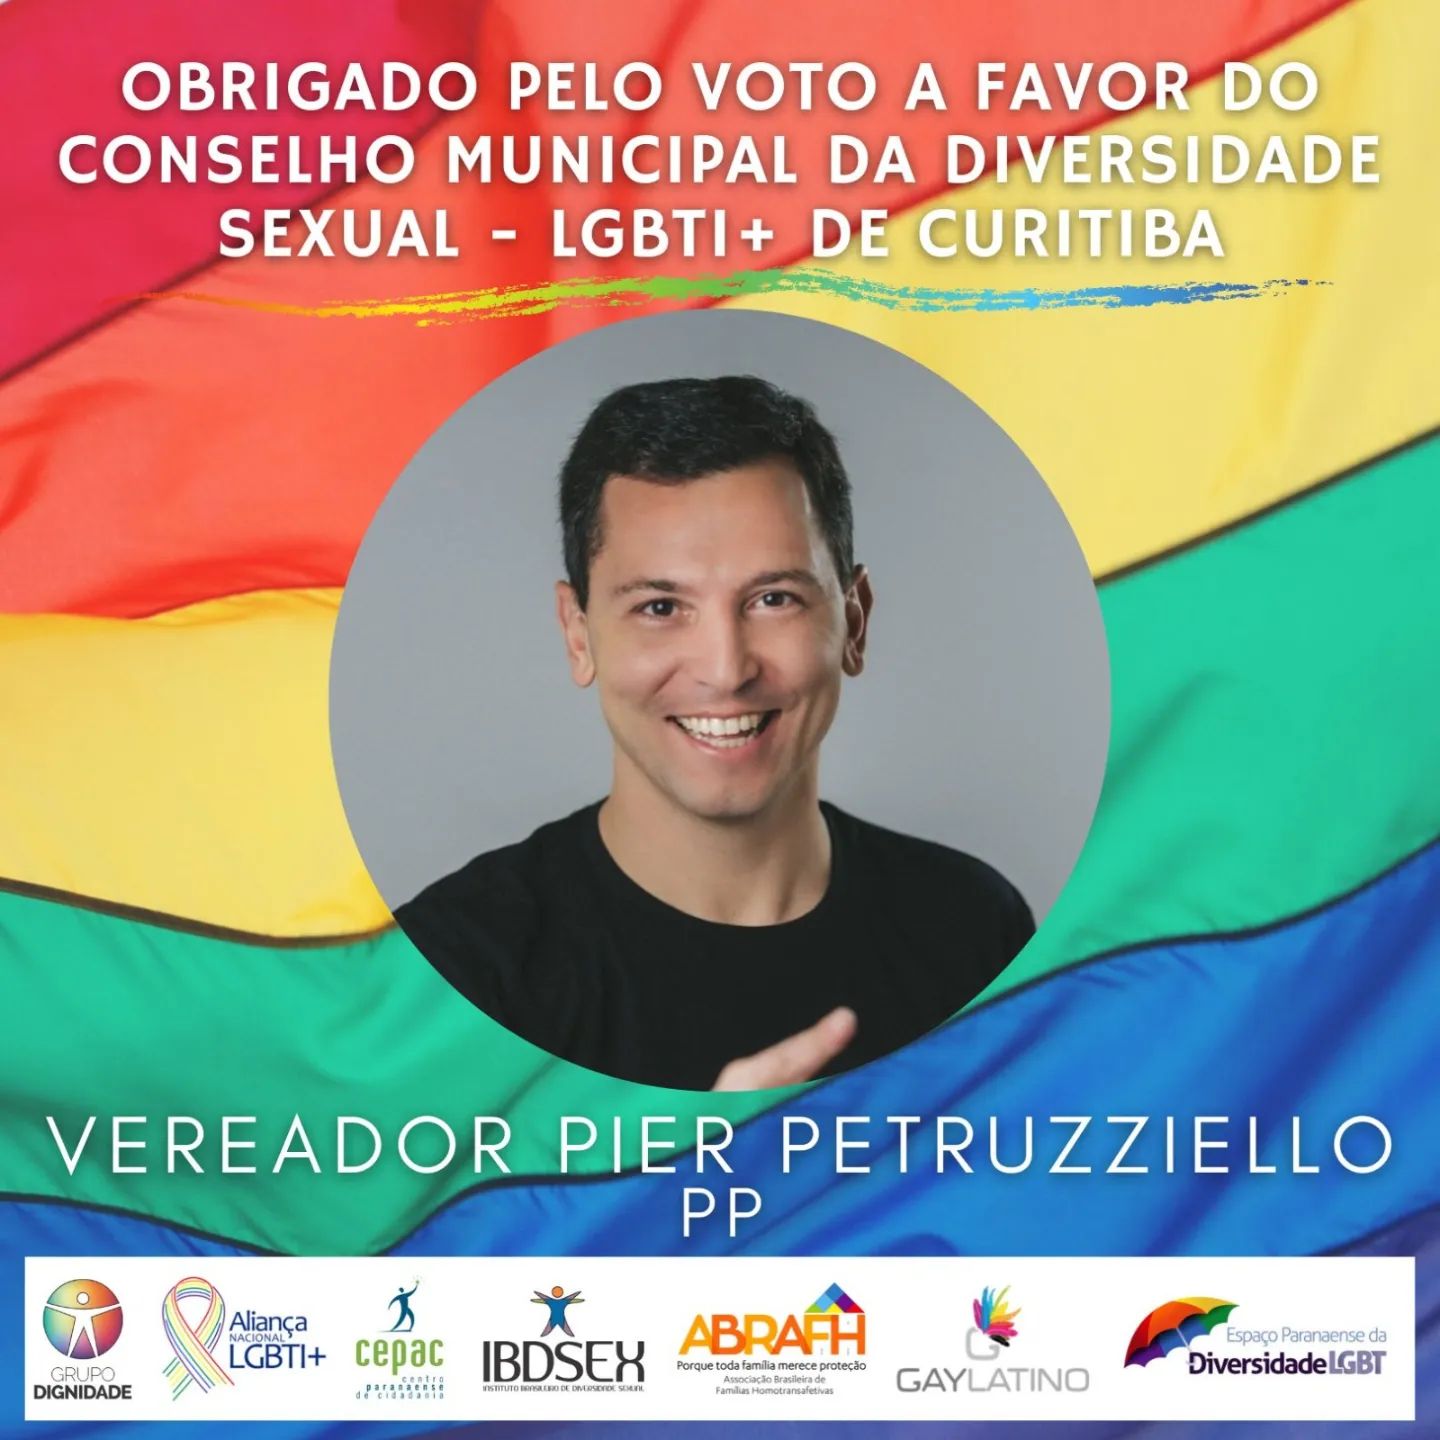 OBRIGADO PELO VOTO A FAVOR DO
CONSELHO MUNICIPAL DA DIVERSIDADE
SEXUAL - LGBTI+ DE CURITIBA
VEREADOR PIER PETRUZZIELLO
PP
GRUPO
DIGNIDADE
Aliança
NACIONAL
LGBTI+
cepac
centro
paranaense
de cidadania
IBDSEX
INSTITUTO BRASILEIRO DE DIVERSIDADE SEXUAL
ABRAFH
Porque toda família merece proteção
Associação Brasileira de
Famílias Homotransafetivas
G
GAYLATINO
Espaço Paranaense da
DiversidadeLGBT